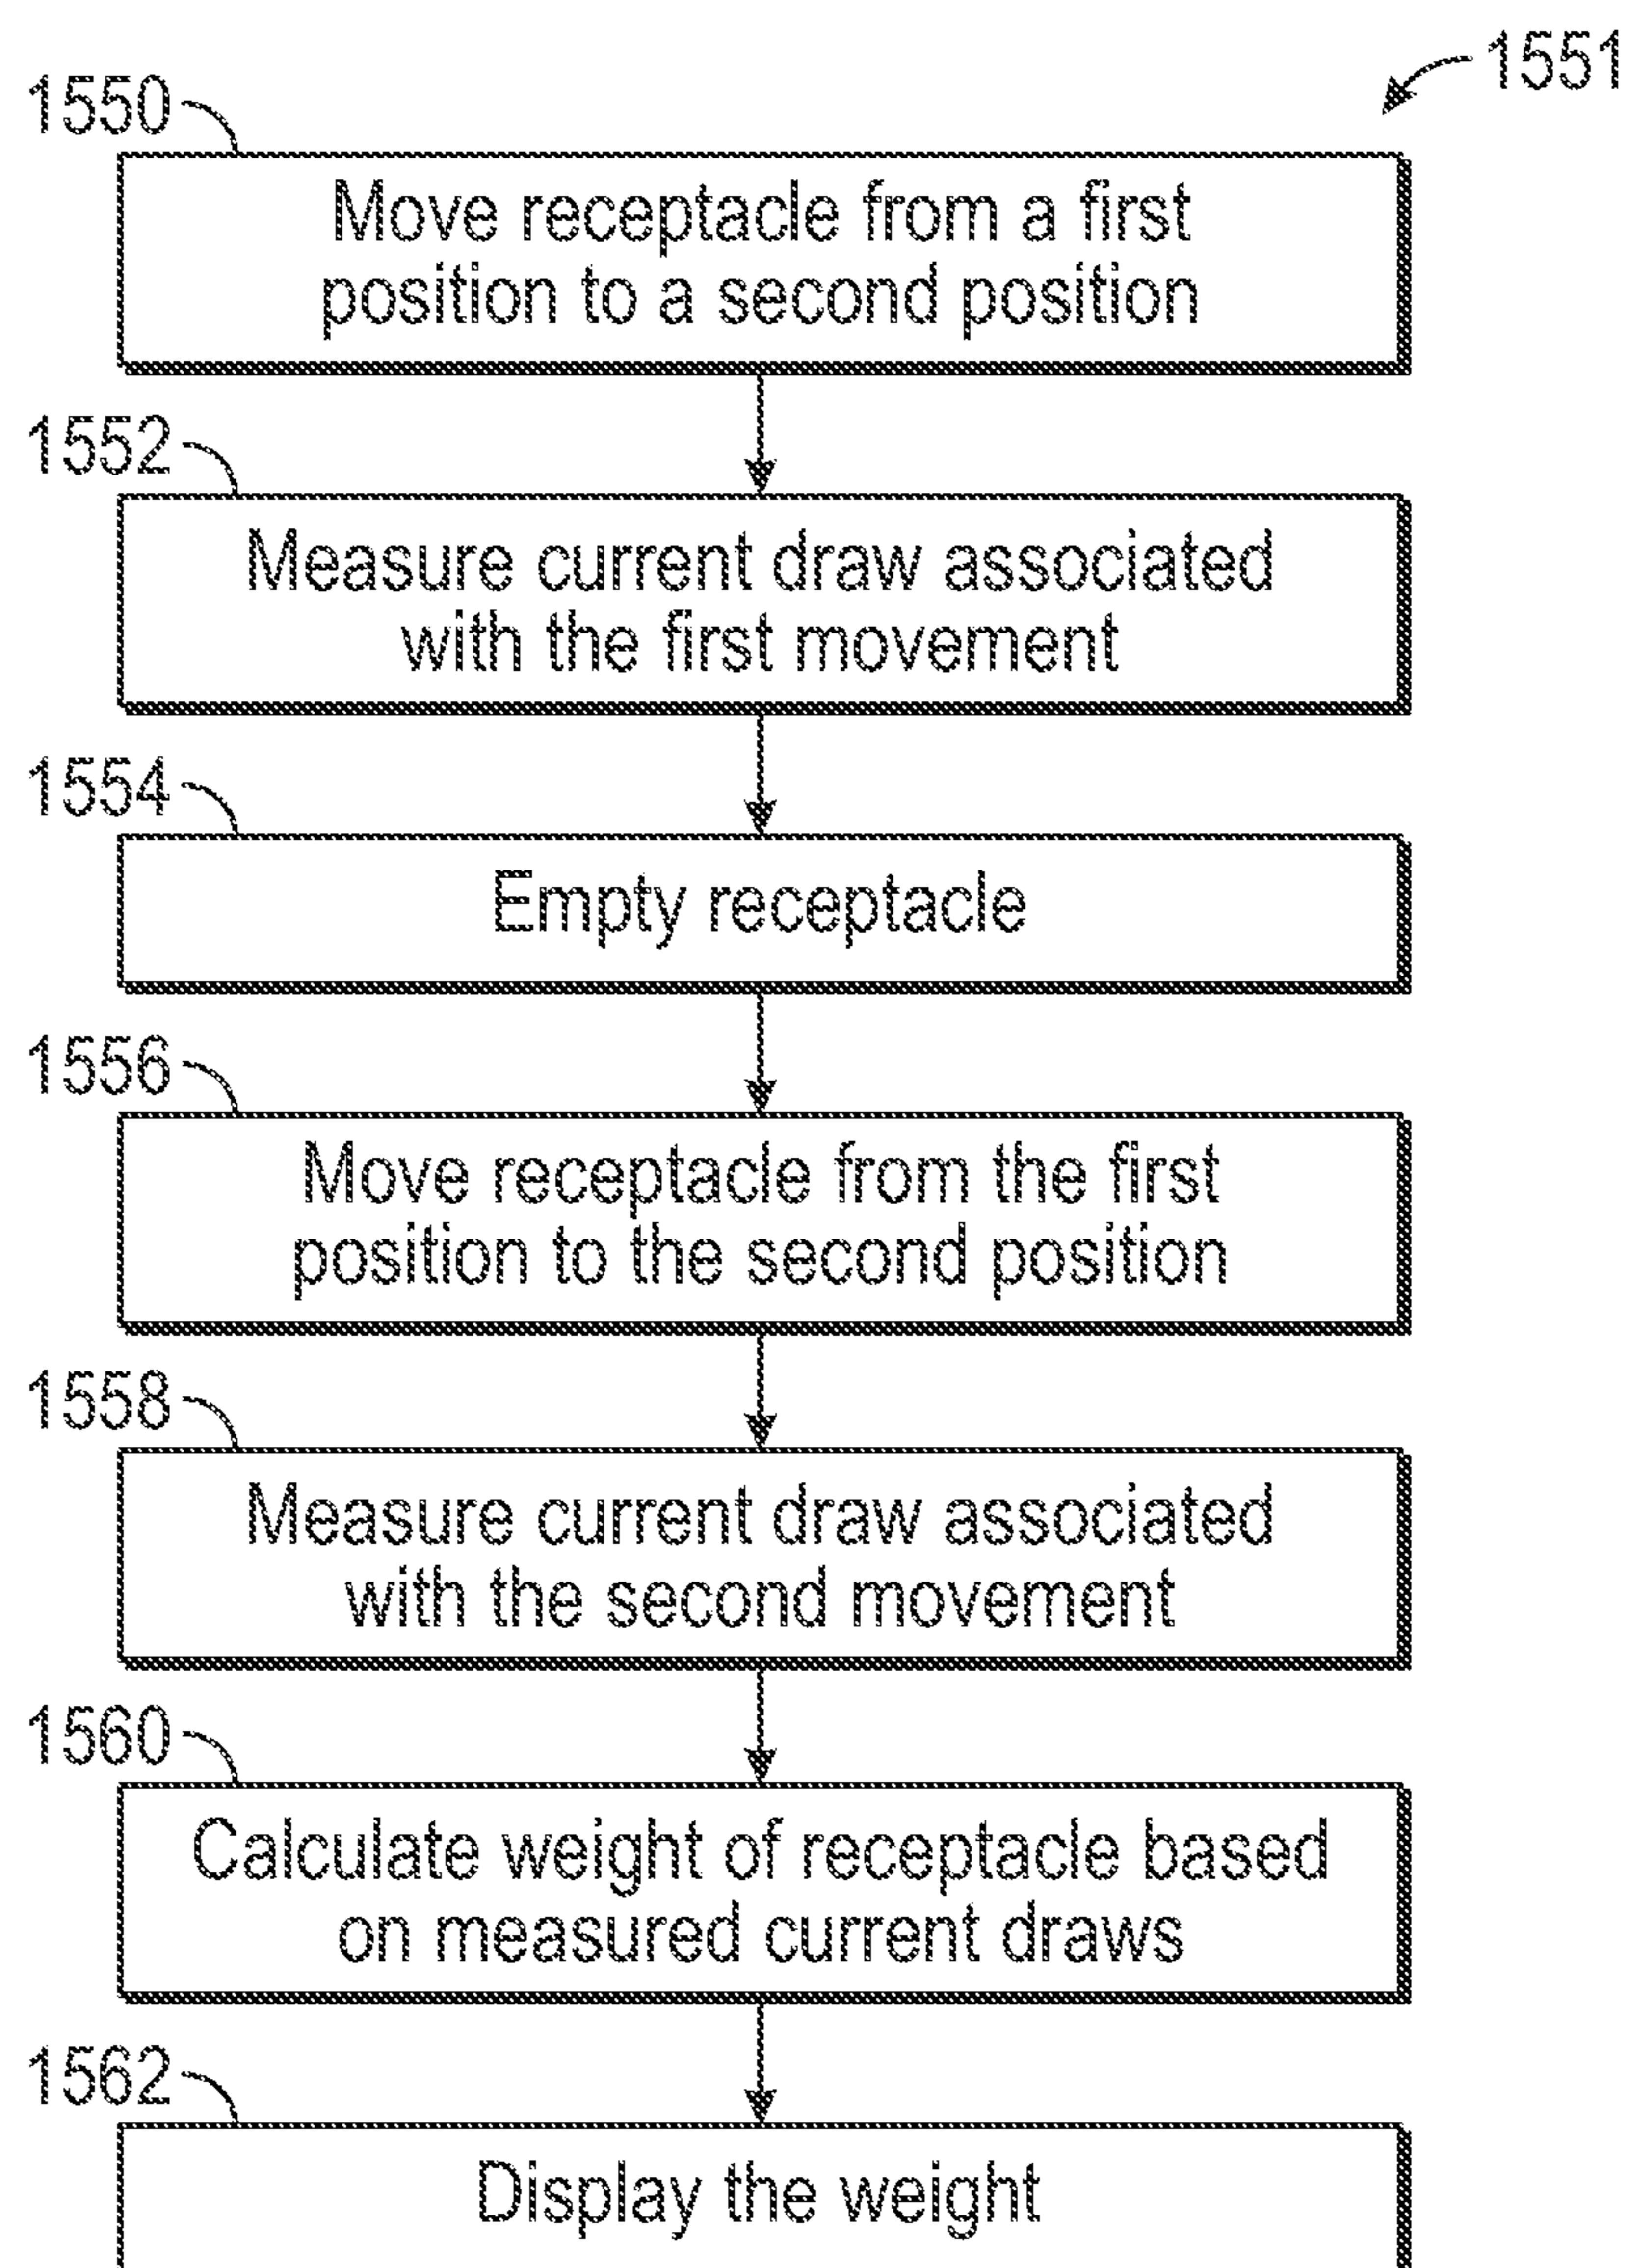 1551
1550
Move receptacle from a first
position to a second position
1552
Measure current draw associated
with the first movement
1554
Empty receptacle
1556
Move receptacle from the first
position to the second position
1558
Measure current draw associated
with the second movement
1560
Calculate weight of receptacle based
on measured current draws
1562
Display the weight